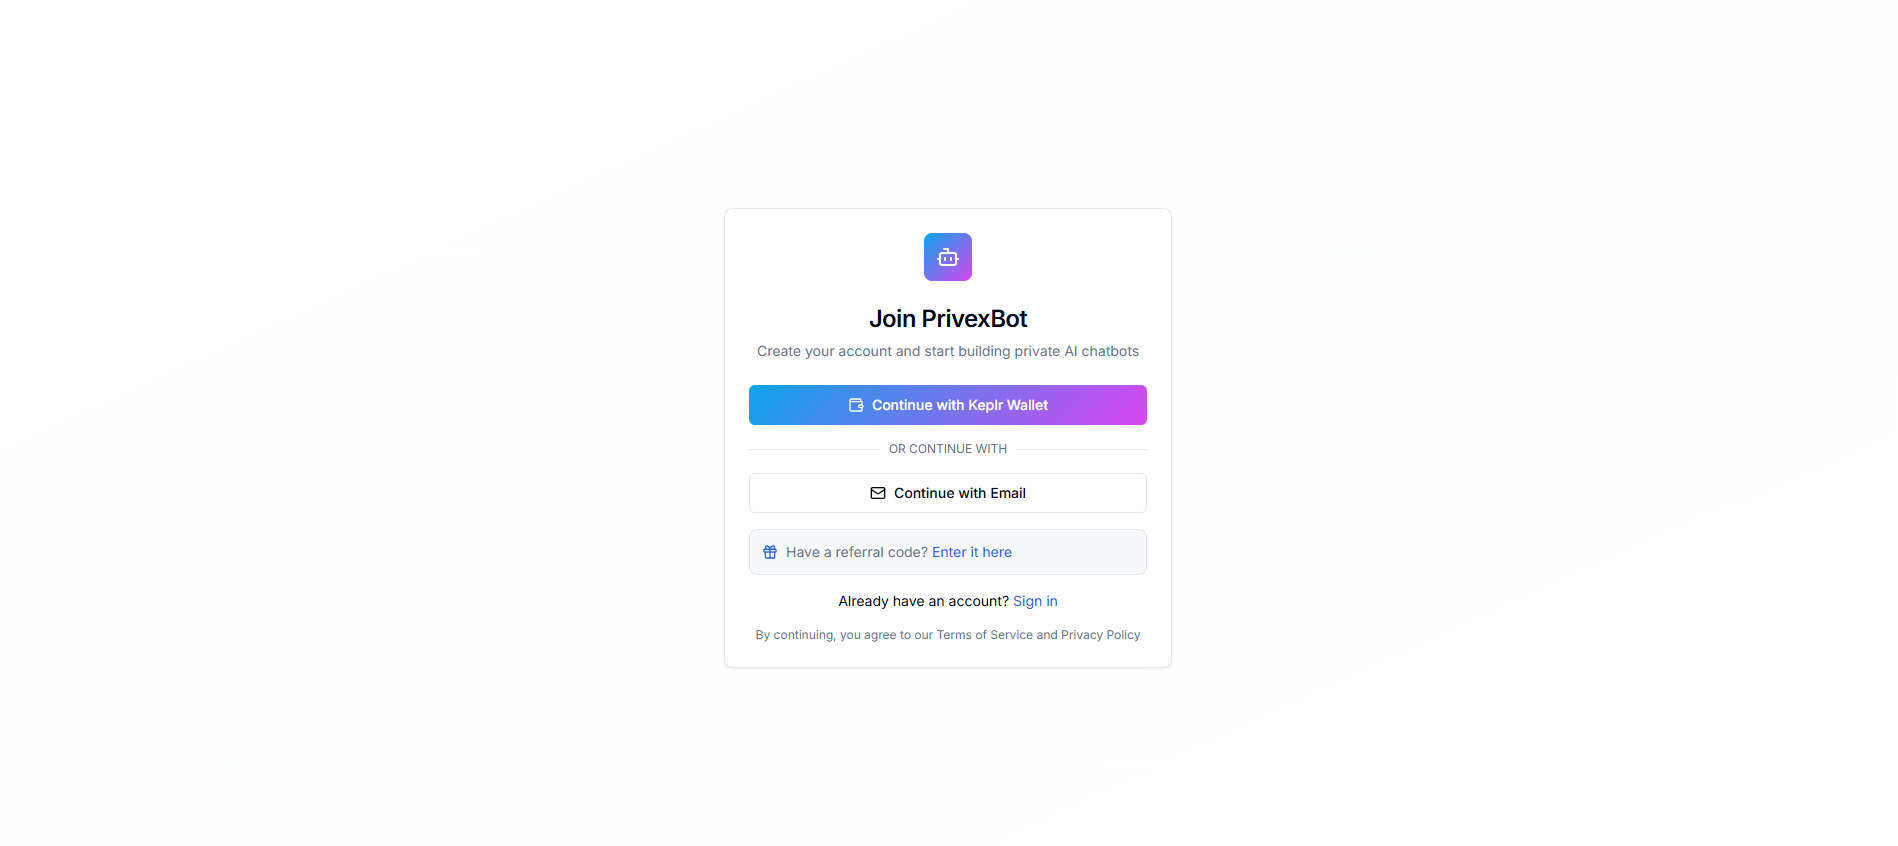 Join PrivexBot
Create your account and start building private AI chatbots
Continue with Keplr Wallet
OR CONTINUE WITH
Continue with Email
Have a referral code? Enter it here
Already have an account? Sign in
By continuing, you agree to our Terms of Service and Privacy Policy